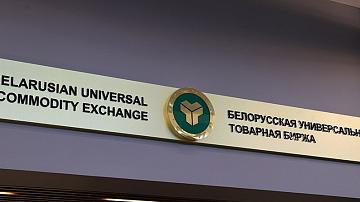 ELARUSIAN UNIVERSAL
COMMODITY EXCHANGE
БЕЛОРУССКАЯ УНИВЕРСАЛЬН
ТОВАРНАЯ БИРЖА